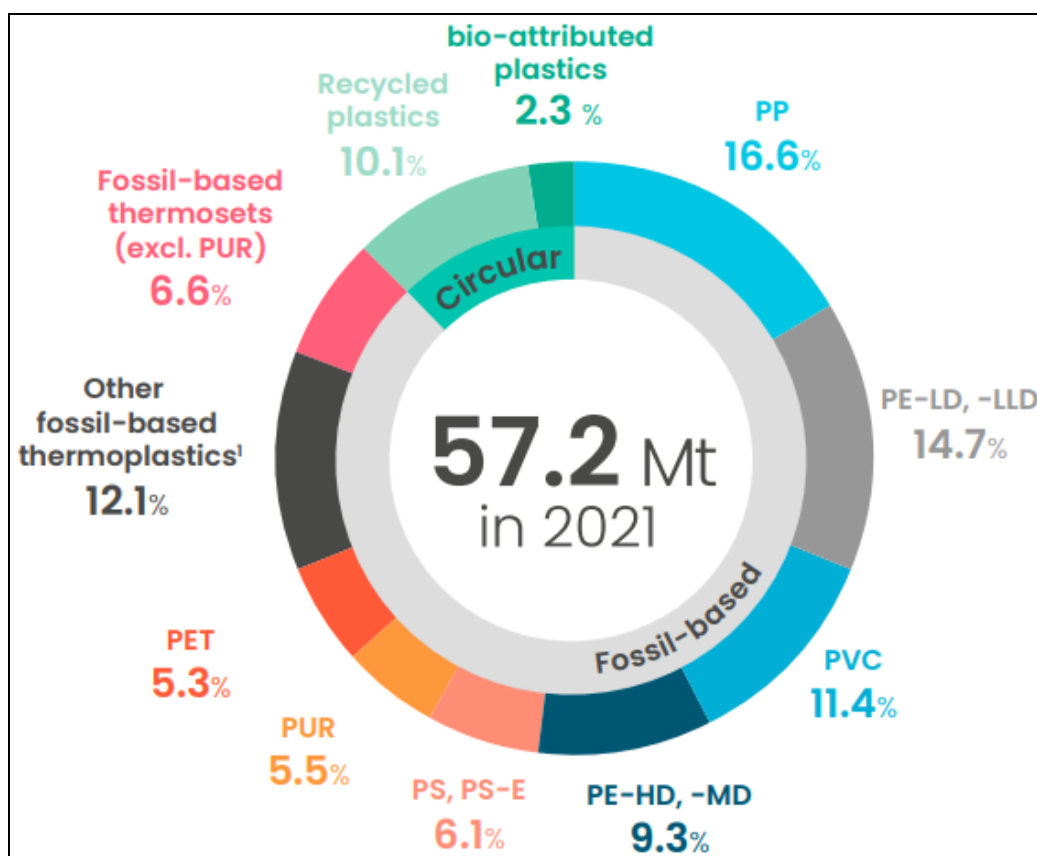 bio-attributed
plastics
2.3 %
Recycled
plastics
10.1%
PP
16.6%
Fossil-based
thermosets
(excl. PUR)
6.6%
Circular
Other
fossil-based
thermoplastics¹
12.1%
57.2 Mt
in 2021
PE-LD, -LLD
14.7%
Fossil-based
PET
5.3%
PVC
11.4%
PUR
5.5%
PS, PS-E
6.1%
PE-HD, -MD
9.3%